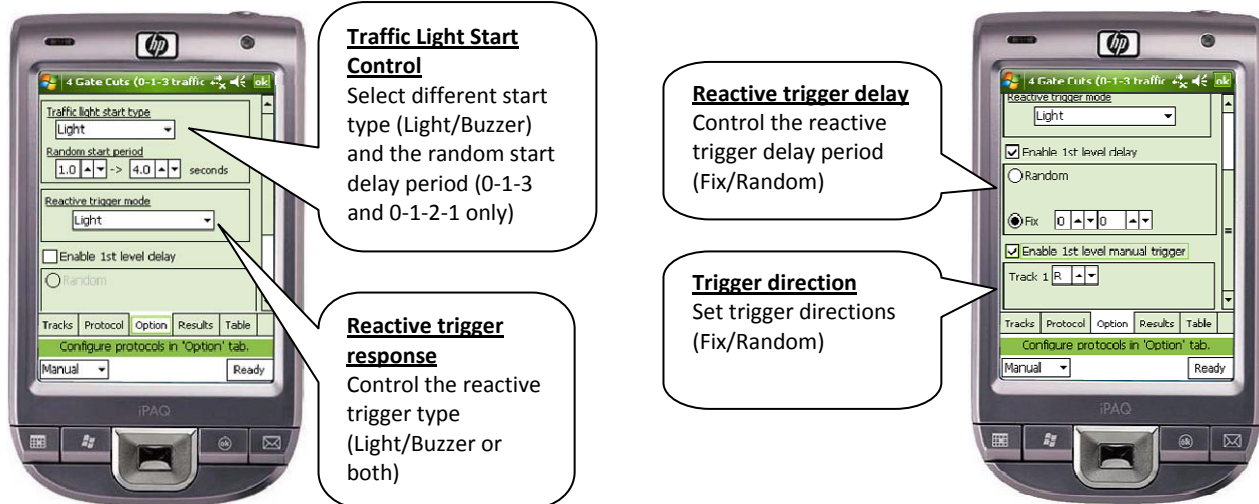 hp
4 Gate Cuts (0-1-3 traffic ok
Traffic light start type
Light
Random start period
1.0 -> 4.0 seconds
Reactive trigger mode
Light
Enable 1st level delay
Random
Tracks Protocol Option Results Table
Configure protocols in 'Option' tab.
Manual Ready
iPAQ
ok
Traffic Light Start
Control
Select different start
type (Light/Buzzer)
and the random start
delay period (0-1-3
and 0-1-2-1 only)
Reactive trigger
response
Control the reactive
trigger type
(Light/Buzzer or
both)
Reactive trigger delay
Control the reactive
trigger delay period
(Fix/Random)
Trigger direction
Set trigger directions
(Fix/Random)
hp
4 Gate Cuts (0-1-3 traffic ok
Reactive trigger mode
Light
Enable 1st level delay
Random
Fix 0 0
Enable 1st level manual trigger
Track 1 R
Tracks Protocol Option Results Table
Configure protocols in 'Option' tab.
Manual Ready
iPAQ
ok